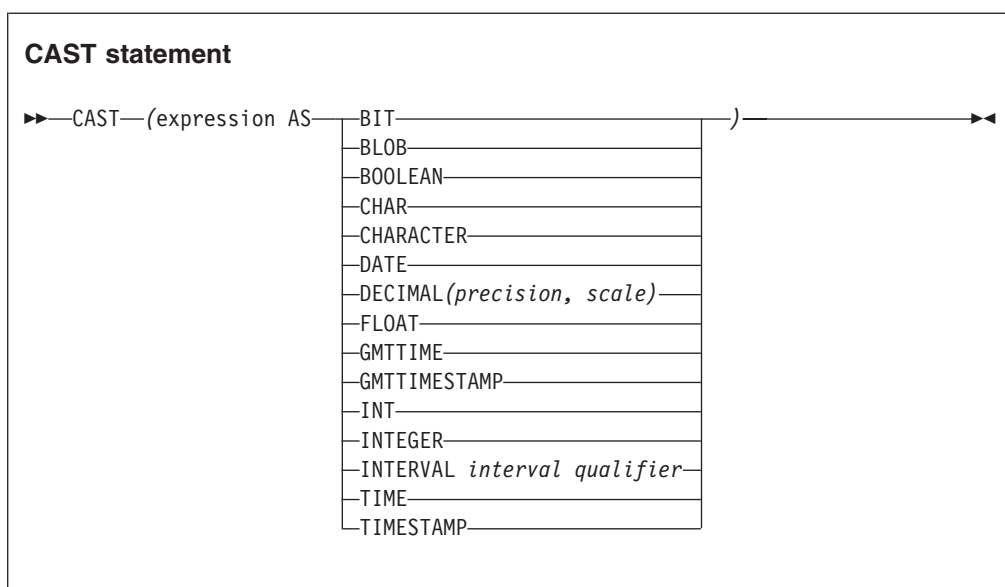 CAST statement
CAST (expression AS BIT )
BLOB
BOOLEAN
CHAR
CHARACTER
DATE
DECIMAL(precision, scale)
FLOAT
GMTTIME
GMTTIMESTAMP
INT
INTEGER
INTERVAL interval qualifier
TIME
TIMESTAMP